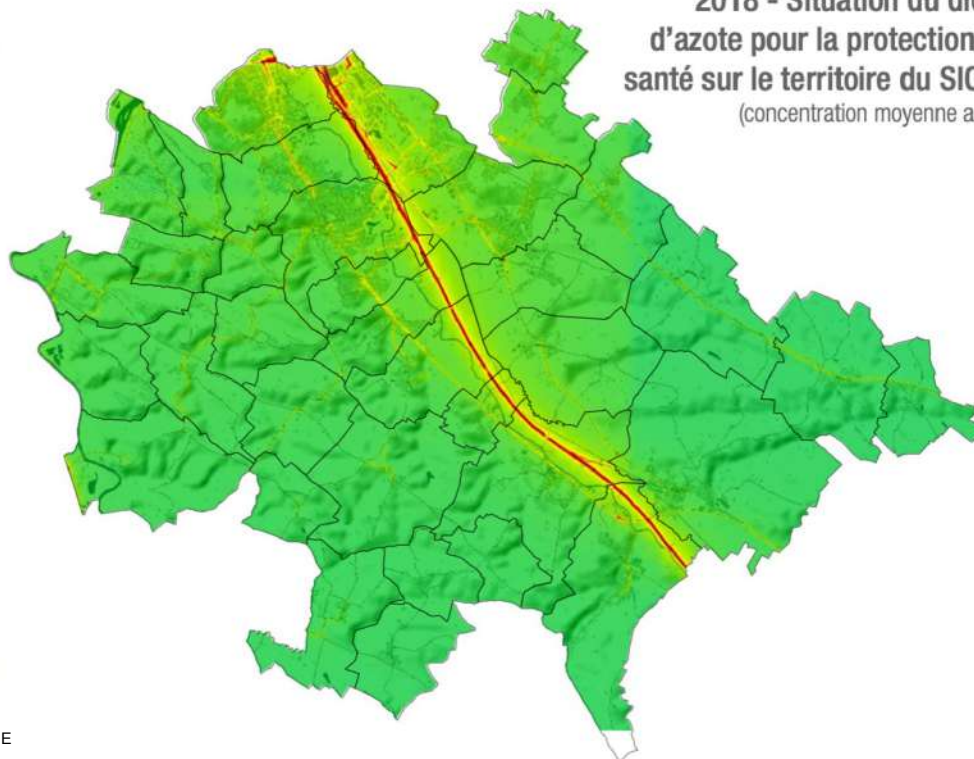 2018 - Situation du
d'azote pour la protection
santé sur le territoire du
(concentration moyenne
E